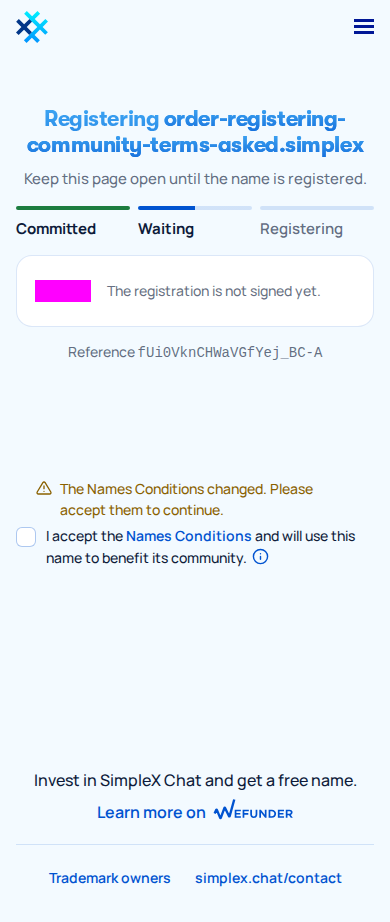 Registering order-registering-
community-terms-asked.simplex
Keep this page open until the name is registered.
Committed
Waiting
Registering
The registration is not signed yet.
Reference fUi0VknCHWaVGfYej_BC-A
The Names Conditions changed. Please
accept them to continue.
I accept the Names Conditions and will use this
name to benefit its community.
Invest in SimpleX Chat and get a free name.
Learn more on WEFUNDER
Trademark owners
simplex.chat/contact